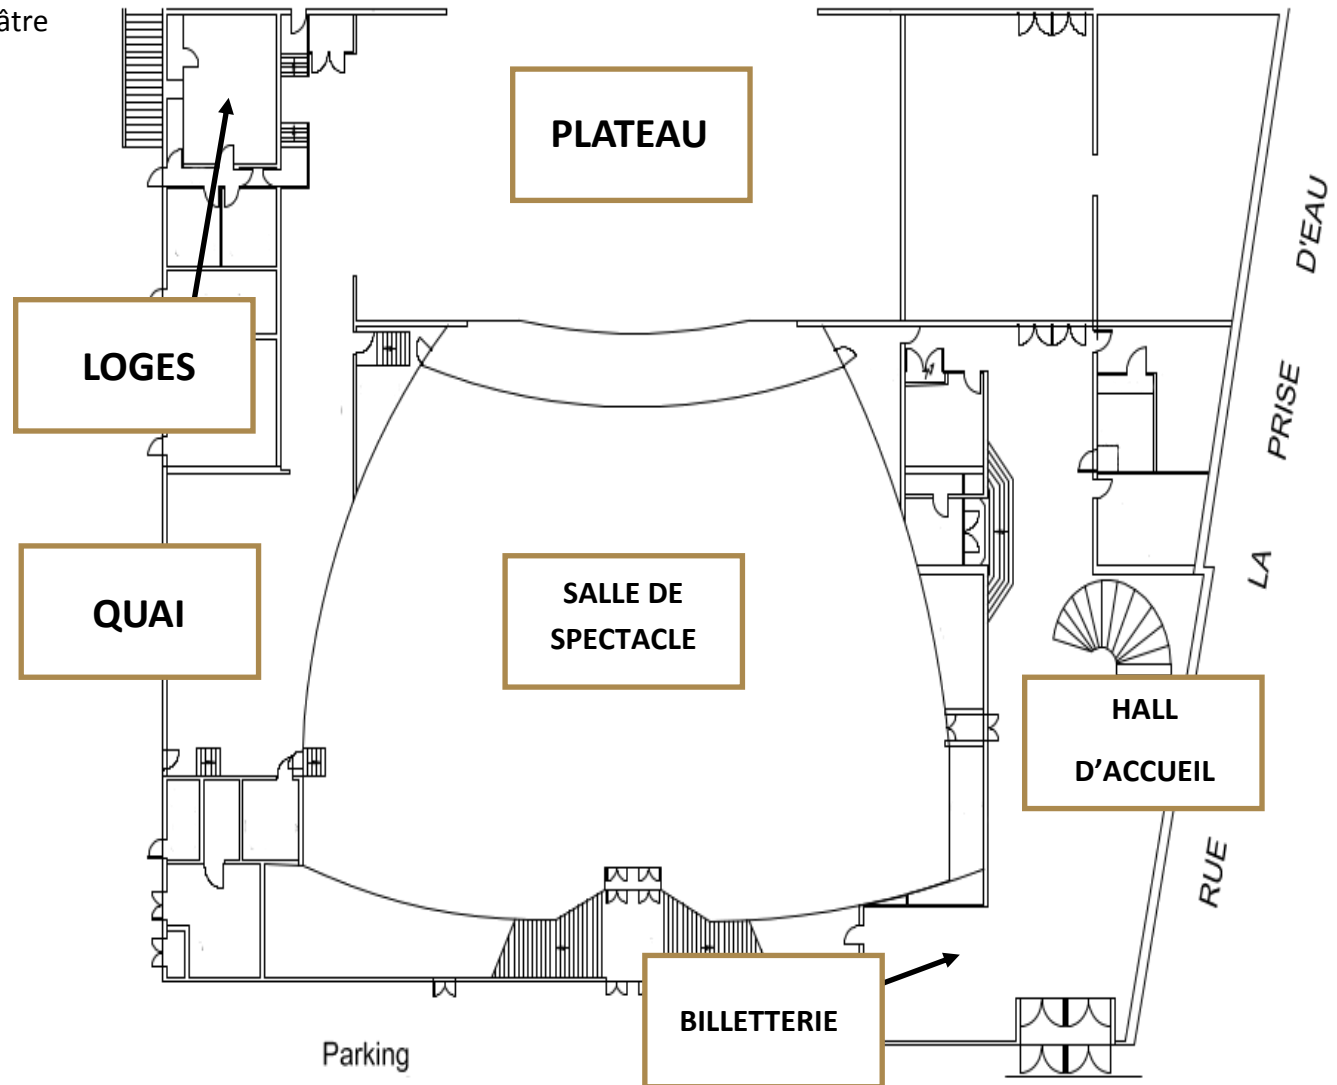 âtre
PLATEAU
LOGES
QUAI
SALLE DE
SPECTACLE
HALL
D’ACCUEIL
BILLETTERIE
Parking
RUE
LA
PRISE
D'EAU